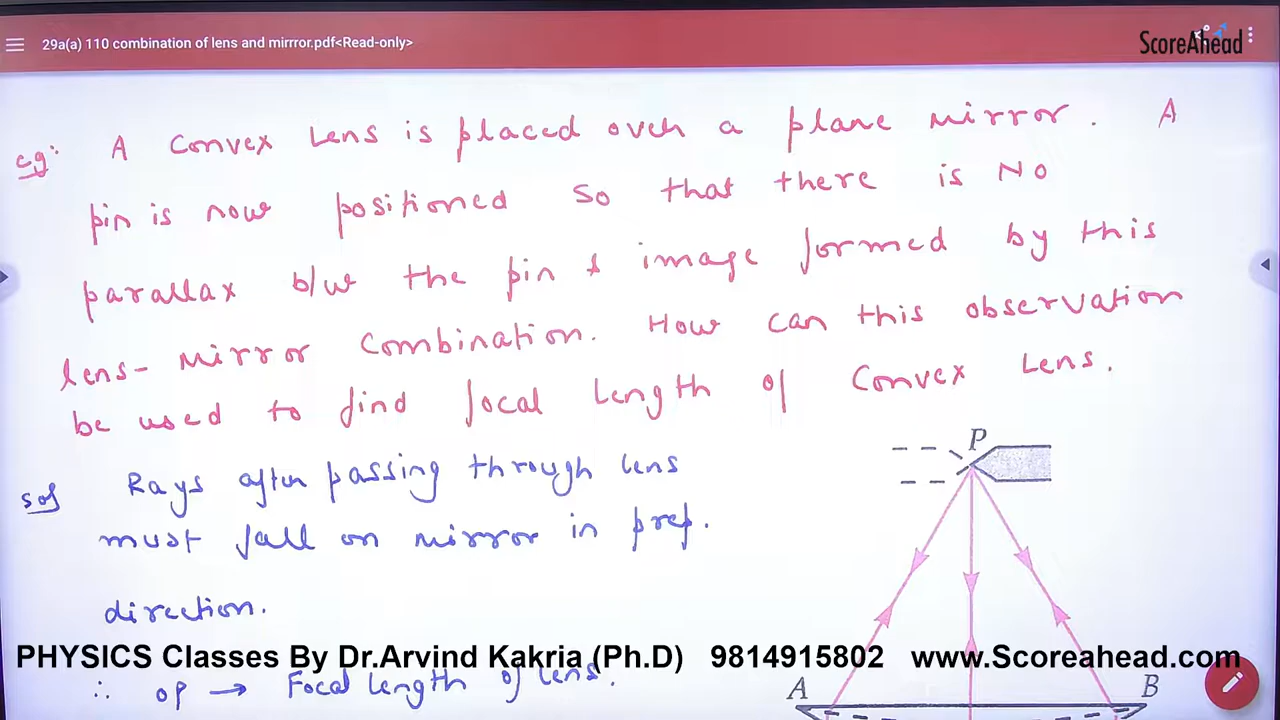 29a(a) 110 combination of lens and mirrror.pdf<Read-only>
ScoreAhead
eg:
A Convex Lens is placed over a plane mirror. A
pin is now positioned so that there is No
parallax b/w the pin & image formed by this
lens- mirror combination. How can this observation
be used to find focal length of Convex Lens.
sol
Rays after passing through lens
must fall on mirror in prep.
direction.
P
PHYSICS Classes By Dr.Arvind Kakria (Ph.D) 9814915802 www.Scoreahead.com
∴ op → Focal length of lens.
A
B